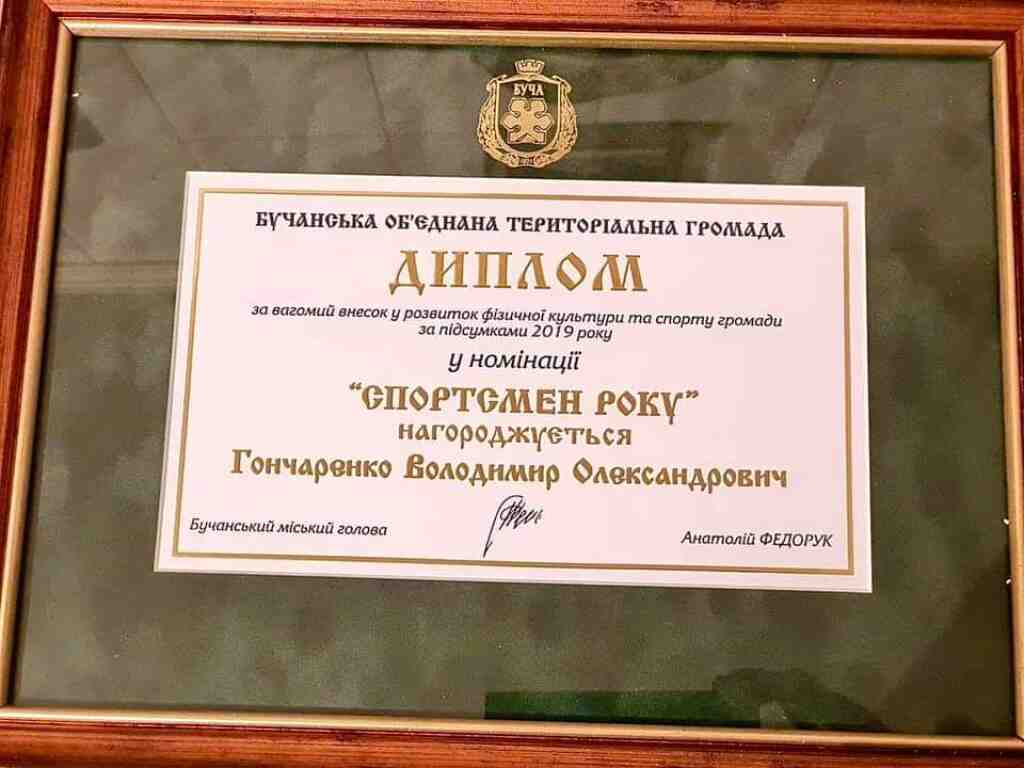 БУЧА
БУЧАНСЬКА ОБ'ЄДНАНА ТЕРИТОРІАЛЬНА ГРОМАДА
ДИПЛОМ
за вагомий внесок у розвиток фізичної культури та спорту громади
за підсумками 2019 року
у номінації
“СПОРТСМЕН РОКУ”
нагороджується
Гончаренко Володимир Олександрович
Бучанський міський голова
Анатолій ФЕДОРУК